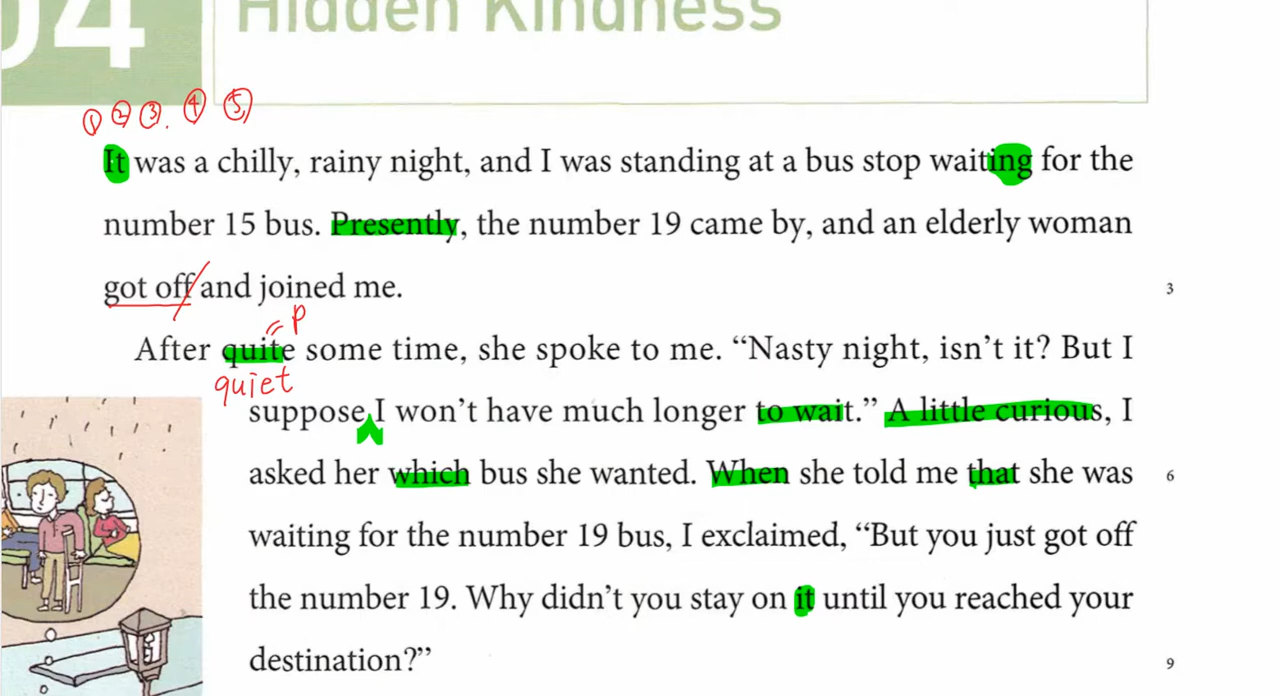 04 Hidden Kindness
① ② ③. ④ ⑤
It was a chilly, rainy night, and I was standing at a bus stop waiting for the
number 15 bus. Presently, the number 19 came by, and an elderly woman
got off and joined me.
3
P
After quite some time, she spoke to me. “Nasty night, isn’t it? But I
quiet
suppose I won’t have much longer to wait.” A little curious, I
asked her which bus she wanted. When she told me that she was
6
waiting for the number 19 bus, I exclaimed, “But you just got off
the number 19. Why didn’t you stay on it until you reached your
destination?”
9